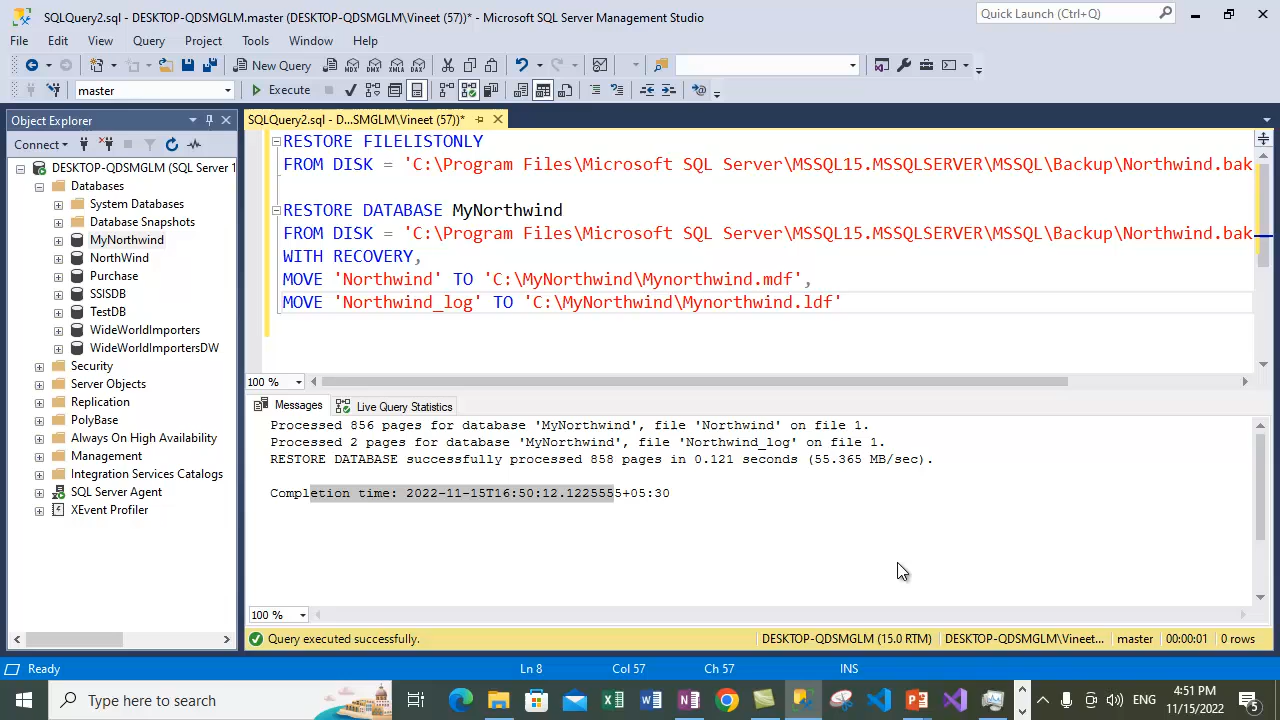 SQLQuery2.sql - DESKTOP-QDSMGLM.master (DESKTOP-QDSMGLM\Vineet (57))* - Microsoft SQL Server Management Studio
Quick Launch (Ctrl+Q)
File Edit View Query Project Tools Window Help
New Query
MDX DMX XMLA DAX
master
Execute
Object Explorer
Connect
DESKTOP-QDSMGLM (SQL Server 1
Databases
System Databases
Database Snapshots
MyNorthwind
NorthWind
Purchase
SSISDB
TestDB
WideWorldImporters
WideWorldImportersDW
Security
Server Objects
Replication
PolyBase
Always On High Availability
Management
Integration Services Catalogs
SQL Server Agent
XEvent Profiler
SQLQuery2.sql - D...SMGLM\Vineet (57))*
RESTORE FILELISTONLY
FROM DISK = 'C:\Program Files\Microsoft SQL Server\MSSQL15.MSSQLSERVER\MSSQL\Backup\Northwind.bak
RESTORE DATABASE MyNorthwind
FROM DISK = 'C:\Program Files\Microsoft SQL Server\MSSQL15.MSSQLSERVER\MSSQL\Backup\Northwind.bak
WITH RECOVERY,
MOVE 'Northwind' TO 'C:\MyNorthwind\Mynorthwind.mdf',
MOVE 'Northwind_log' TO 'C:\MyNorthwind\Mynorthwind.ldf'
100 %
Messages Live Query Statistics
Processed 856 pages for database 'MyNorthwind', file 'Northwind' on file 1.
Processed 2 pages for database 'MyNorthwind', file 'Northwind_log' on file 1.
RESTORE DATABASE successfully processed 858 pages in 0.121 seconds (55.365 MB/sec).
Completion time: 2022-11-15T16:50:12.1225555+05:30
100 %
Query executed successfully. DESKTOP-QDSMGLM (15.0 RTM) DESKTOP-QDSMGLM\Vineet... master 00:00:01 0 rows
Ready Ln 8 Col 57 Ch 57 INS
Type here to search
ENG
4:51 PM
11/15/2022
5